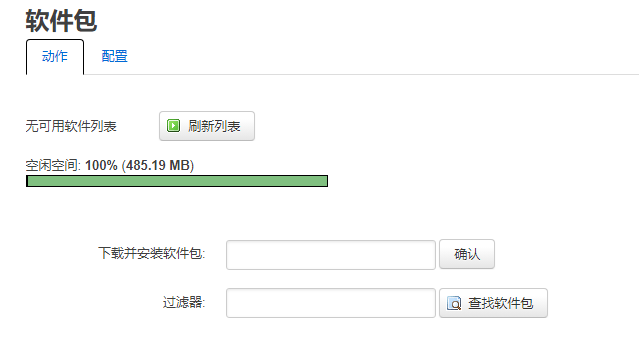 软件包
动作 配置
无可用软件列表 刷新列表
空闲空间: 100% (485.19 MB)
下载并安装软件包: 确认
过滤器: 查找软件包